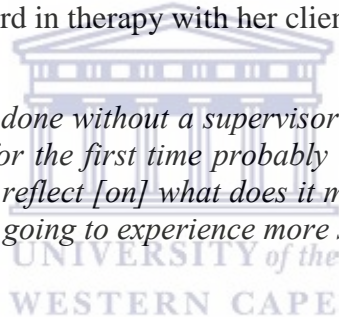 rd in therapy with her clien
done without a supervisor
or the first time probably
reflect [on] what does it m
going to experience more s
UNIVERSITY of the
WESTERN CAPE